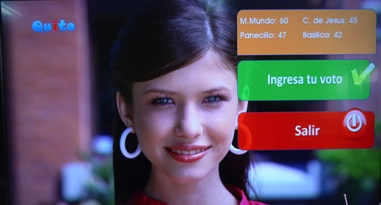 Quito
M.Mundo: 60 C. de Jesus: 45
Panecillo: 47 Basilica: 42
Ingresa tu voto
Salir